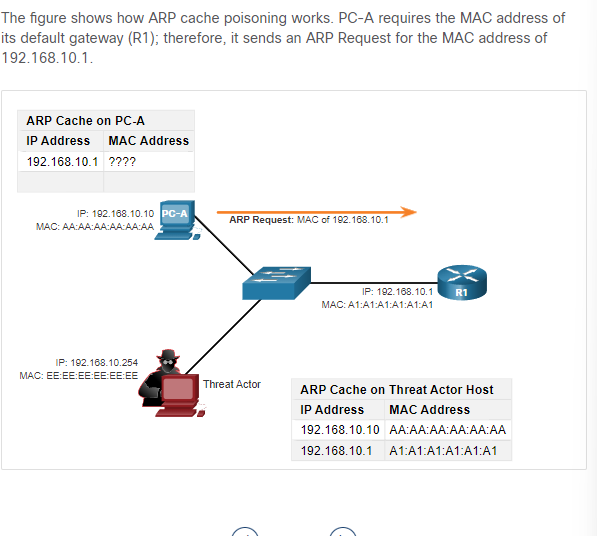 The figure shows how ARP cache poisoning works. PC-A requires the MAC address of
its default gateway (R1); therefore, it sends an ARP Request for the MAC address of
192.168.10.1.
ARP Cache on PC-A
IP Address MAC Address
192.168.10.1 ????
IP: 192.168.10.10
MAC: AA:AA:AA:AA:AA:AA
PC-A
ARP Request: MAC of 192.168.10.1
IP: 192.168.10.1
MAC: A1:A1:A1:A1:A1:A1
R1
IP: 192.168.10.254
MAC: EE:EE:EE:EE:EE:EE
Threat Actor
ARP Cache on Threat Actor Host
IP Address MAC Address
192.168.10.10 AA:AA:AA:AA:AA:AA
192.168.10.1 A1:A1:A1:A1:A1:A1